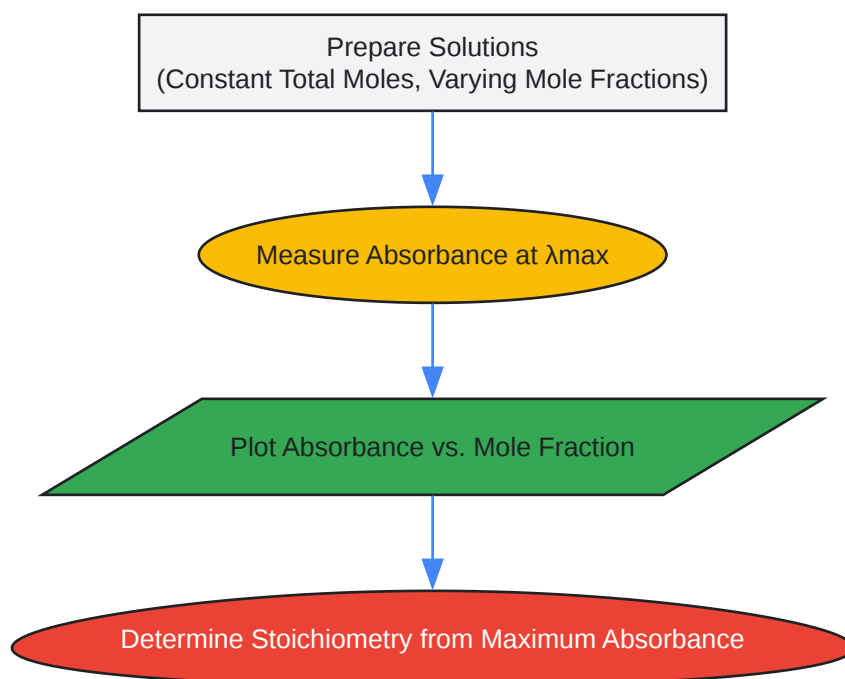 Prepare Solutions
(Constant Total Moles, Varying Mole Fractions)
Measure Absorbance at λmax
Plot Absorbance vs. Mole Fraction
Determine Stoichiometry from Maximum Absorbance